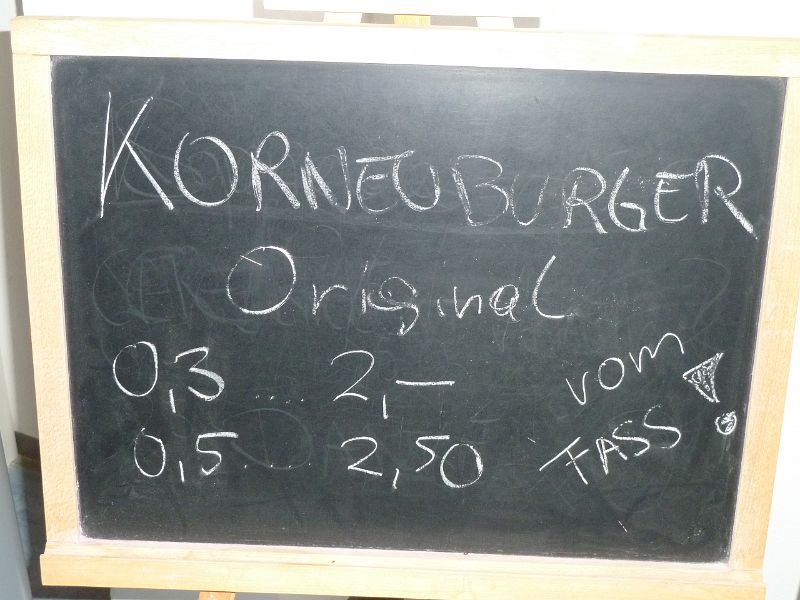 KORNEUBURGER
Original
0,3 .... 2,—
0,5 .... 2,50
vom
FASS